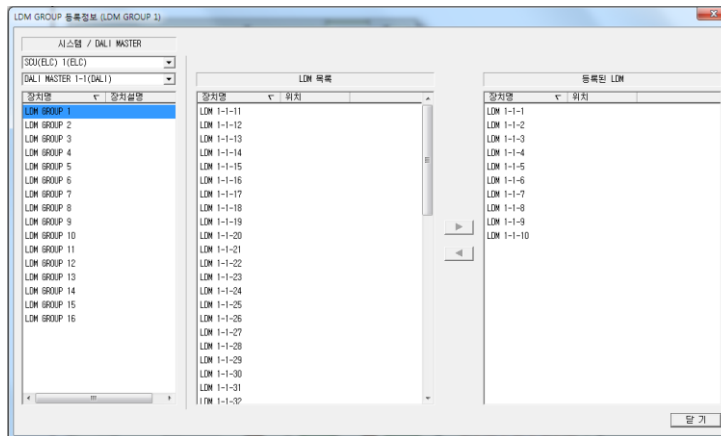 LDM GROUP 등록정보 (LDM GROUP 1)
시스템 / DALI MASTER
SCU(ELC) 1(ELC)
DALI MASTER 1-1(DALI)
장치명 장치설명
LDM GROUP 1
LDM GROUP 2
LDM GROUP 3
LDM GROUP 4
LDM GROUP 5
LDM GROUP 6
LDM GROUP 7
LDM GROUP 8
LDM GROUP 9
LDM GROUP 10
LDM GROUP 11
LDM GROUP 12
LDM GROUP 13
LDM GROUP 14
LDM GROUP 15
LDM GROUP 16
LDM 목록
장치명 위치
LDM 1-1-11
LDM 1-1-12
LDM 1-1-13
LDM 1-1-14
LDM 1-1-15
LDM 1-1-16
LDM 1-1-17
LDM 1-1-18
LDM 1-1-19
LDM 1-1-20
LDM 1-1-21
LDM 1-1-22
LDM 1-1-23
LDM 1-1-24
LDM 1-1-25
LDM 1-1-26
LDM 1-1-27
LDM 1-1-28
LDM 1-1-29
LDM 1-1-30
LDM 1-1-31
LDM 1-1-32
등록된 LDM
장치명 위치
LDM 1-1-1
LDM 1-1-2
LDM 1-1-3
LDM 1-1-4
LDM 1-1-5
LDM 1-1-6
LDM 1-1-7
LDM 1-1-8
LDM 1-1-9
LDM 1-1-10
닫 기